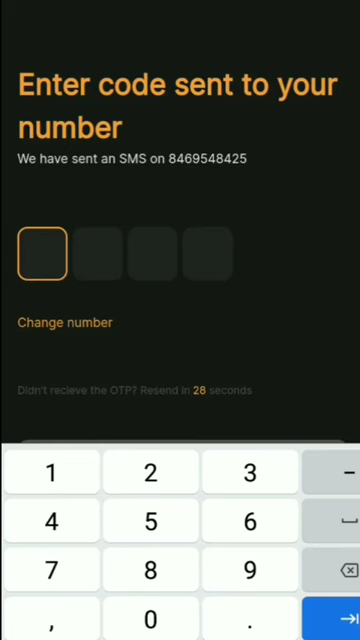 Enter code sent to your
number
We have sent an SMS on 8469548425
Change number
Didn't recieve the OTP? Resend in 28 seconds
1 2 3 –
4 5 6
7 8 9
, 0 .